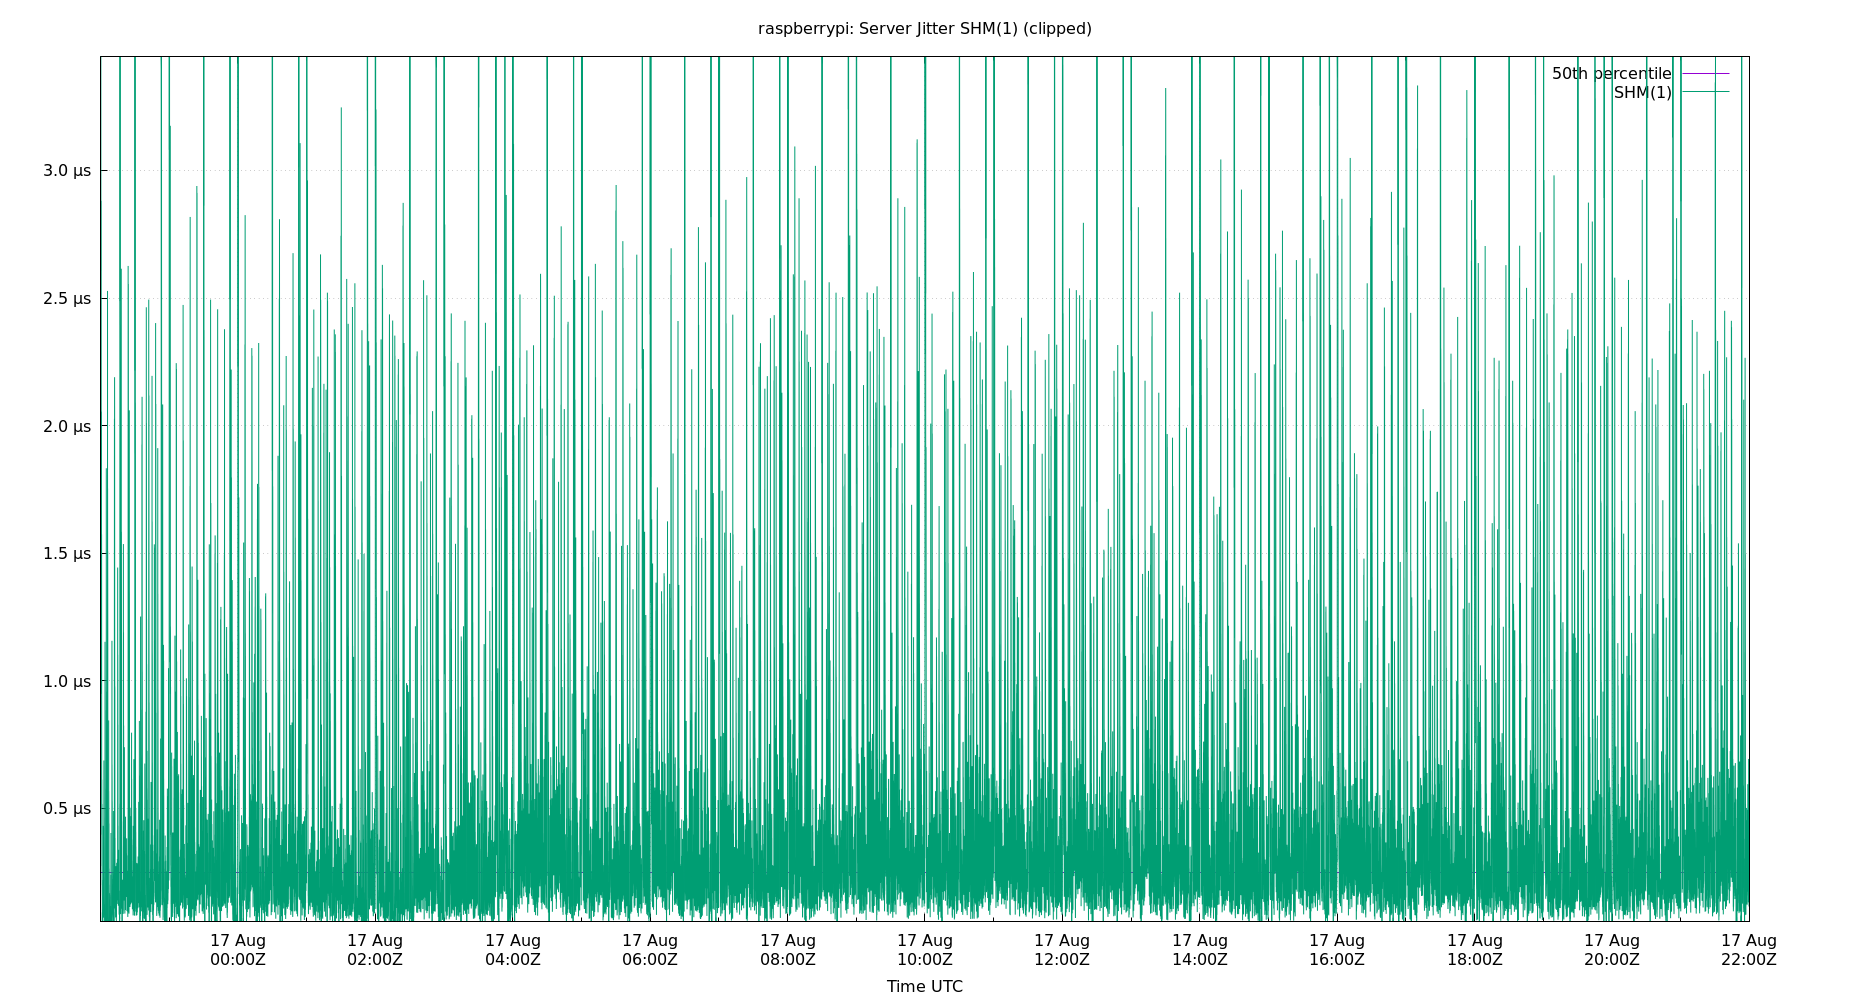 raspberrypi: Server Jitter SHM(1) (clipped)
50th percentile
SHM(1)
3.0 µs
2.5 µs
2.0 µs
1.5 µs
1.0 µs
0.5 µs
17 Aug 17 Aug 17 Aug 17 Aug 17 Aug 17 Aug 17 Aug 17 Aug 17 Aug 17 Aug 17 Aug 17 Aug
00:00Z 02:00Z 04:00Z 06:00Z 08:00Z 10:00Z 12:00Z 14:00Z 16:00Z 18:00Z 20:00Z 22:00Z
Time UTC